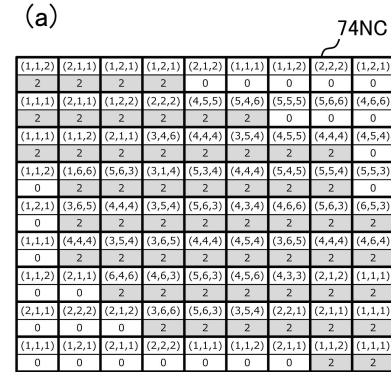 (a)
74NC
(1,1,2) (2,1,1) (1,2,1) (1,2,1) (2,1,2) (1,1,1) (1,1,2) (2,2,2) (1,2,1)
2 2 2 2 0 0 0 0 0
(1,1,1) (2,1,1) (1,2,2) (2,2,2) (4,5,5) (5,4,6) (5,5,5) (5,6,6) (4,6,6)
2 2 2 2 2 2 0 0 0
(1,1,1) (1,1,2) (2,1,1) (3,4,6) (4,4,4) (3,5,4) (4,5,5) (4,4,4) (4,5,4)
2 2 2 2 2 2 2 2 0
(1,1,2) (1,6,6) (5,6,3) (3,1,4) (5,3,4) (4,4,4) (5,4,5) (5,5,4) (5,5,3)
0 2 2 2 2 2 2 2 0
(1,2,1) (3,6,5) (4,4,4) (3,5,4) (5,6,3) (4,3,4) (4,6,6) (5,6,3) (6,5,3)
0 2 2 2 2 2 2 2 2
(1,1,1) (4,4,4) (3,5,4) (3,6,5) (4,4,4) (4,5,4) (3,6,5) (4,4,4) (4,6,4)
0 2 2 2 2 2 2 2 2
(1,1,2) (2,1,1) (6,4,6) (4,6,3) (5,6,3) (4,5,6) (4,3,3) (2,1,2) (1,1,1)
0 0 2 2 2 2 2 2 2
(2,1,1) (2,2,2) (2,1,2) (3,6,6) (5,6,3) (3,5,4) (2,2,1) (2,1,1) (1,1,2)
0 0 0 2 2 2 2 2 2
(1,1,1) (1,2,1) (2,1,1) (2,2,2) (1,1,1) (1,1,2) (2,2,1) (1,1,1) (1,1,1)
0 0 0 0 0 0 0 2 2